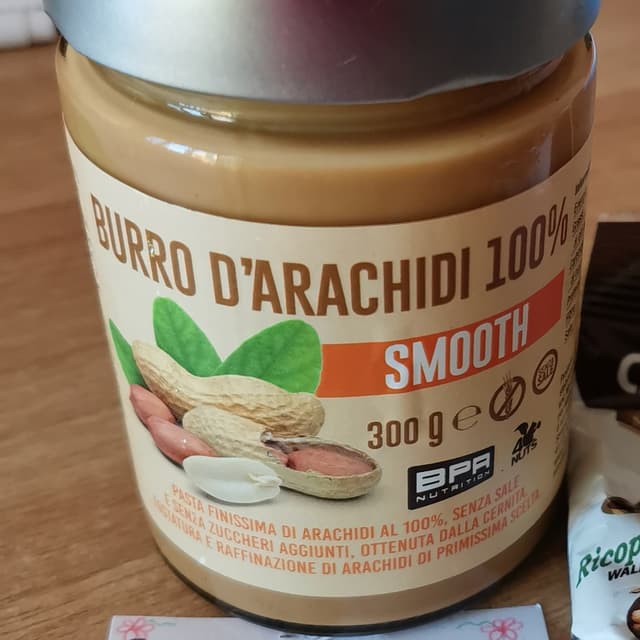 BURRO D'ARACHIDI 100%
SMOOTH
300 g e
BPR
NUTRITION
NUTS
PASTA FINISSIMA DI ARACHIDI AL 100%, SENZA SALE
E SENZA ZUCCHERI AGGIUNTI, OTTENUTA DALLA CERNITA,
TOSTATURA E RAFFINAZIONE DI ARACHIDI DI PRIMISSIMA SCELTA
Ricop
WAL